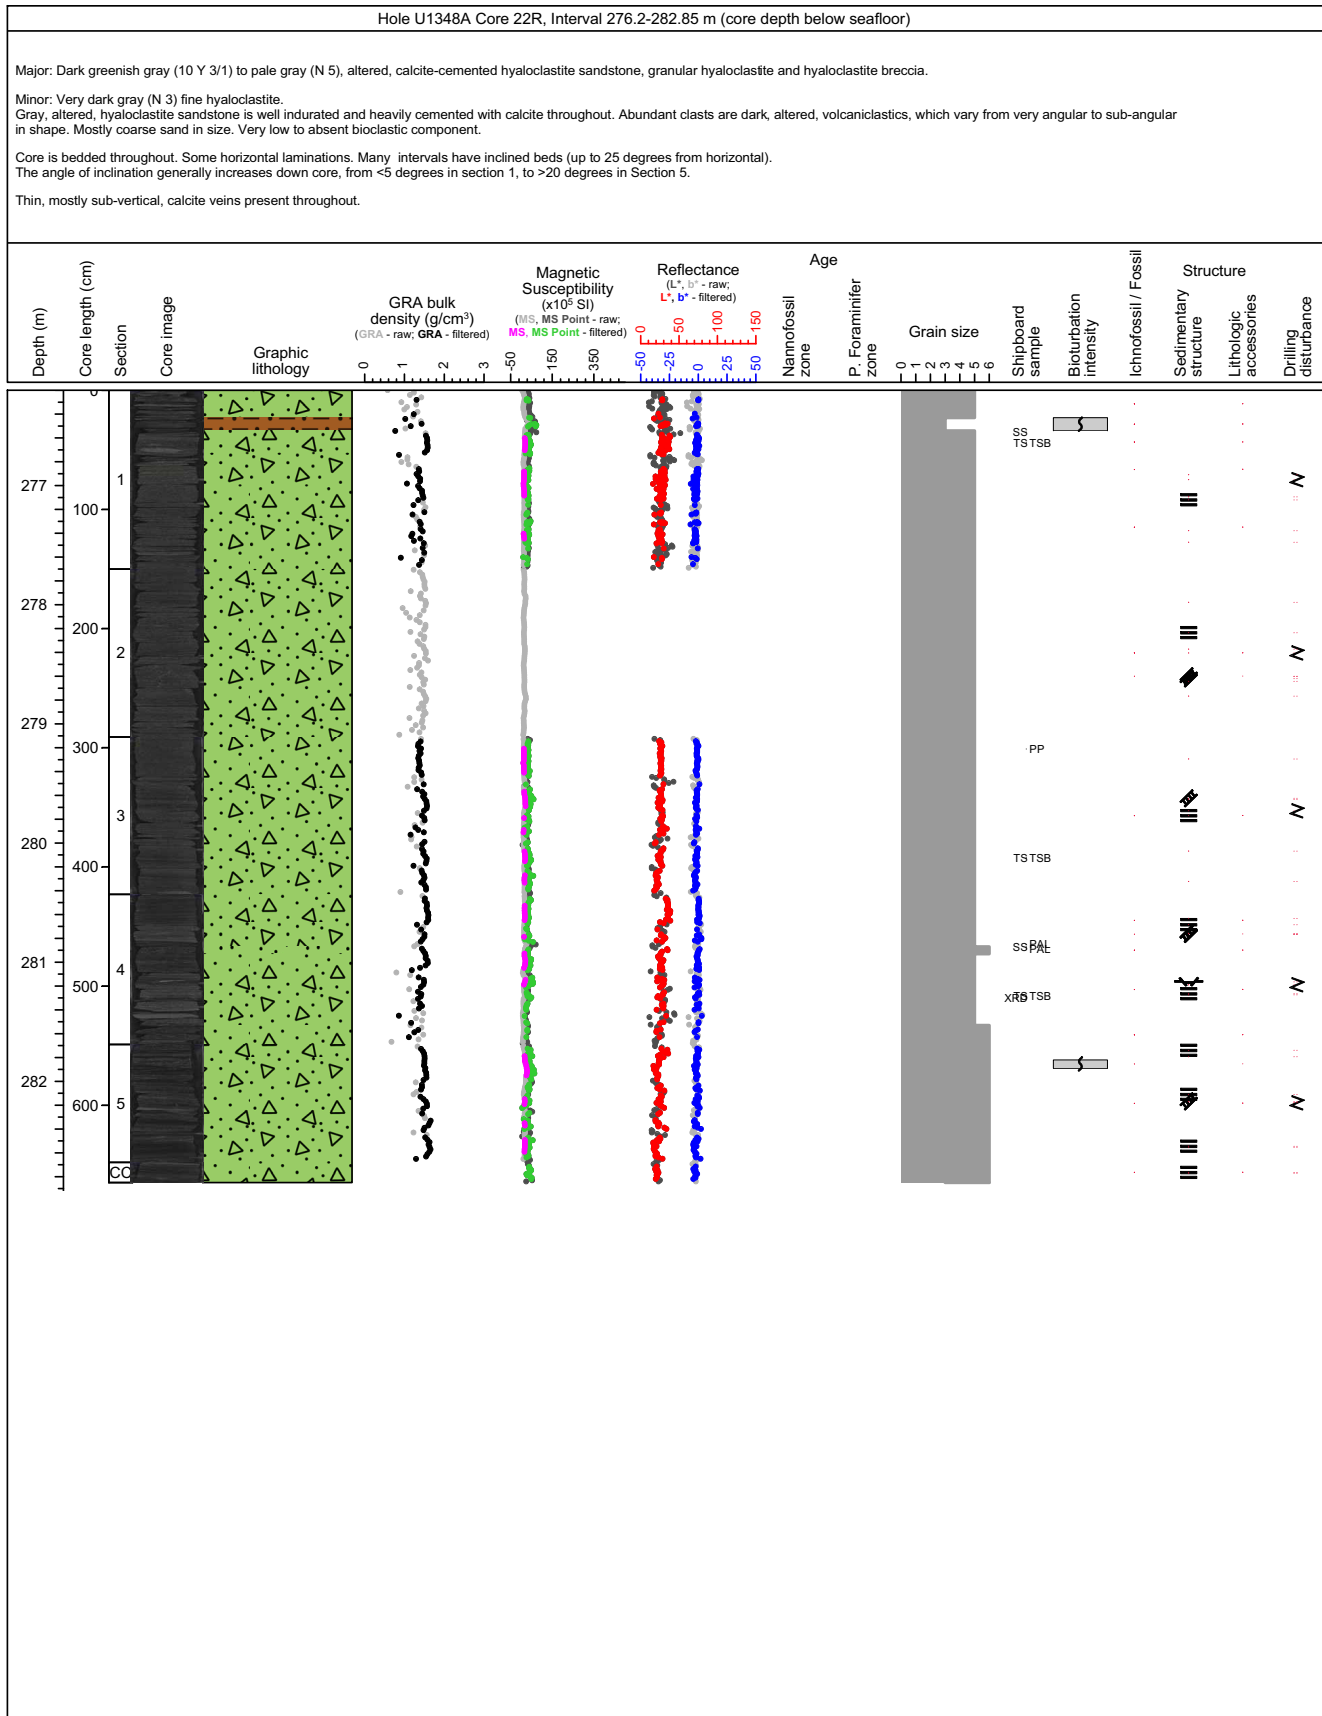 Hole U1348A Core 22R, Interval 276.2-282.85 m (core depth below seafloor)
Major: Dark greenish gray (10 Y 3/1) to pale gray (N 5), altered, calcite-cemented hyaloclastite sandstone, granular hyaloclastite and hyaloclastite breccia.
Minor: Very dark gray (N 3) fine hyaloclastite.
Gray, altered, hyaloclastite sandstone is well indurated and heavily cemented with calcite throughout. Abundant clasts are dark, altered, volcaniclastics, which vary from very angular to sub-angular
in shape. Mostly coarse sand in size. Very low to absent bioclastic component.
Core is bedded throughout. Some horizontal laminations. Many intervals have inclined beds (up to 25 degrees from horizontal).
The angle of inclination generally increases down core, from <5 degrees in section 1, to >20 degrees in Section 5.
Thin, mostly sub-vertical, calcite veins present throughout.
Depth (m)
Core length (cm)
Section
Core image
Graphic
lithology
GRA bulk
density (g/cm³)
(GRA - raw; GRA - filtered)
0 1 2 3
Magnetic
Susceptibility
(x10⁵ SI)
(MS, MS Point - raw;
MS, MS Point - filtered)
-50 150 350
Reflectance
(L*, b* - raw;
L*, b* - filtered)
0 50 100 150
-50 -25 0 25 50
Age
Nannofossil
zone
P. Foraminifer
zone
Grain size
0 1 2 3 4 5 6
Shipboard
sample
Bioturbation
intensity
Ichnofossil / Fossil
Structure
Sedimentary
structure
Lithologic
accessories
Drilling
disturbance
0
SS
TS TSB
1
277
100
278
200
2
279
300
PP
3
280
TS TSB
400
PAL
SS PAL
281
4
500
TS TSB
XRD
282
600
5
CC